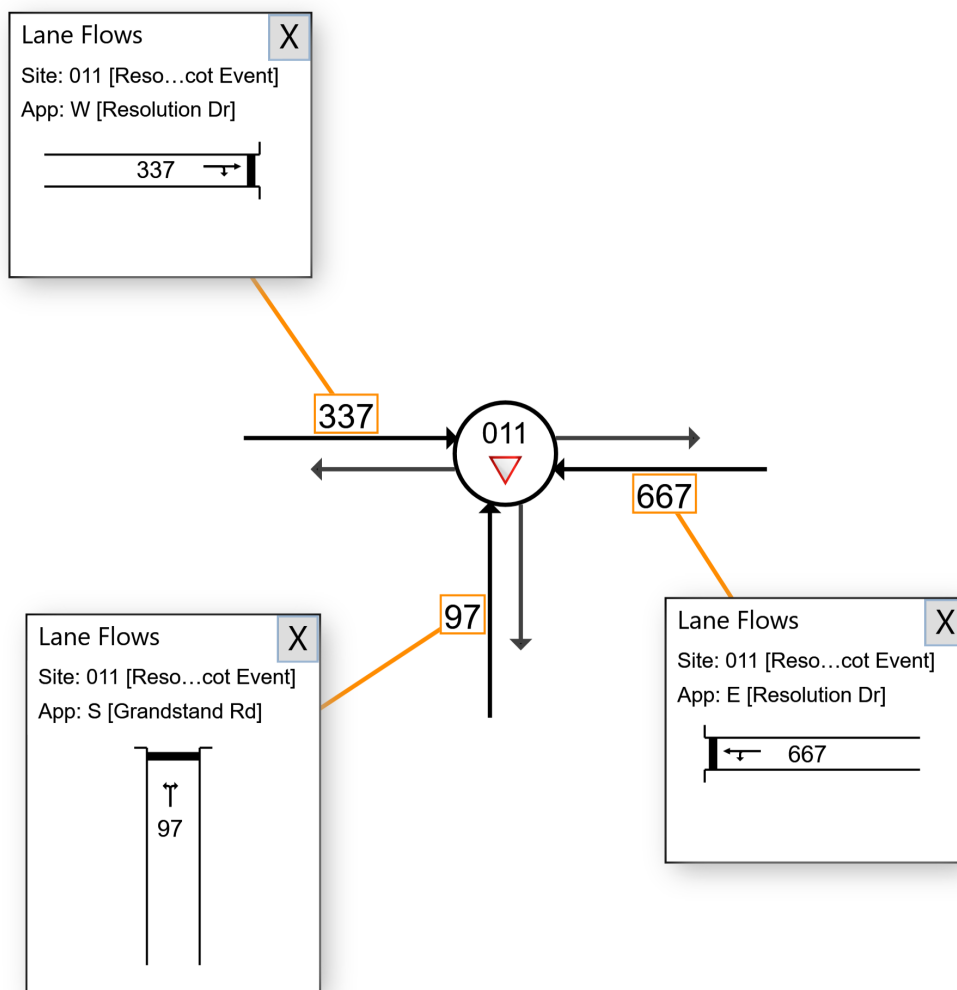 Lane Flows
X
Site: 011 [Reso...cot Event]
App: W [Resolution Dr]
337
337
011
667
97
Lane Flows
X
Site: 011 [Reso...cot Event]
App: S [Grandstand Rd]
97
Lane Flows
X
Site: 011 [Reso...cot Event]
App: E [Resolution Dr]
667